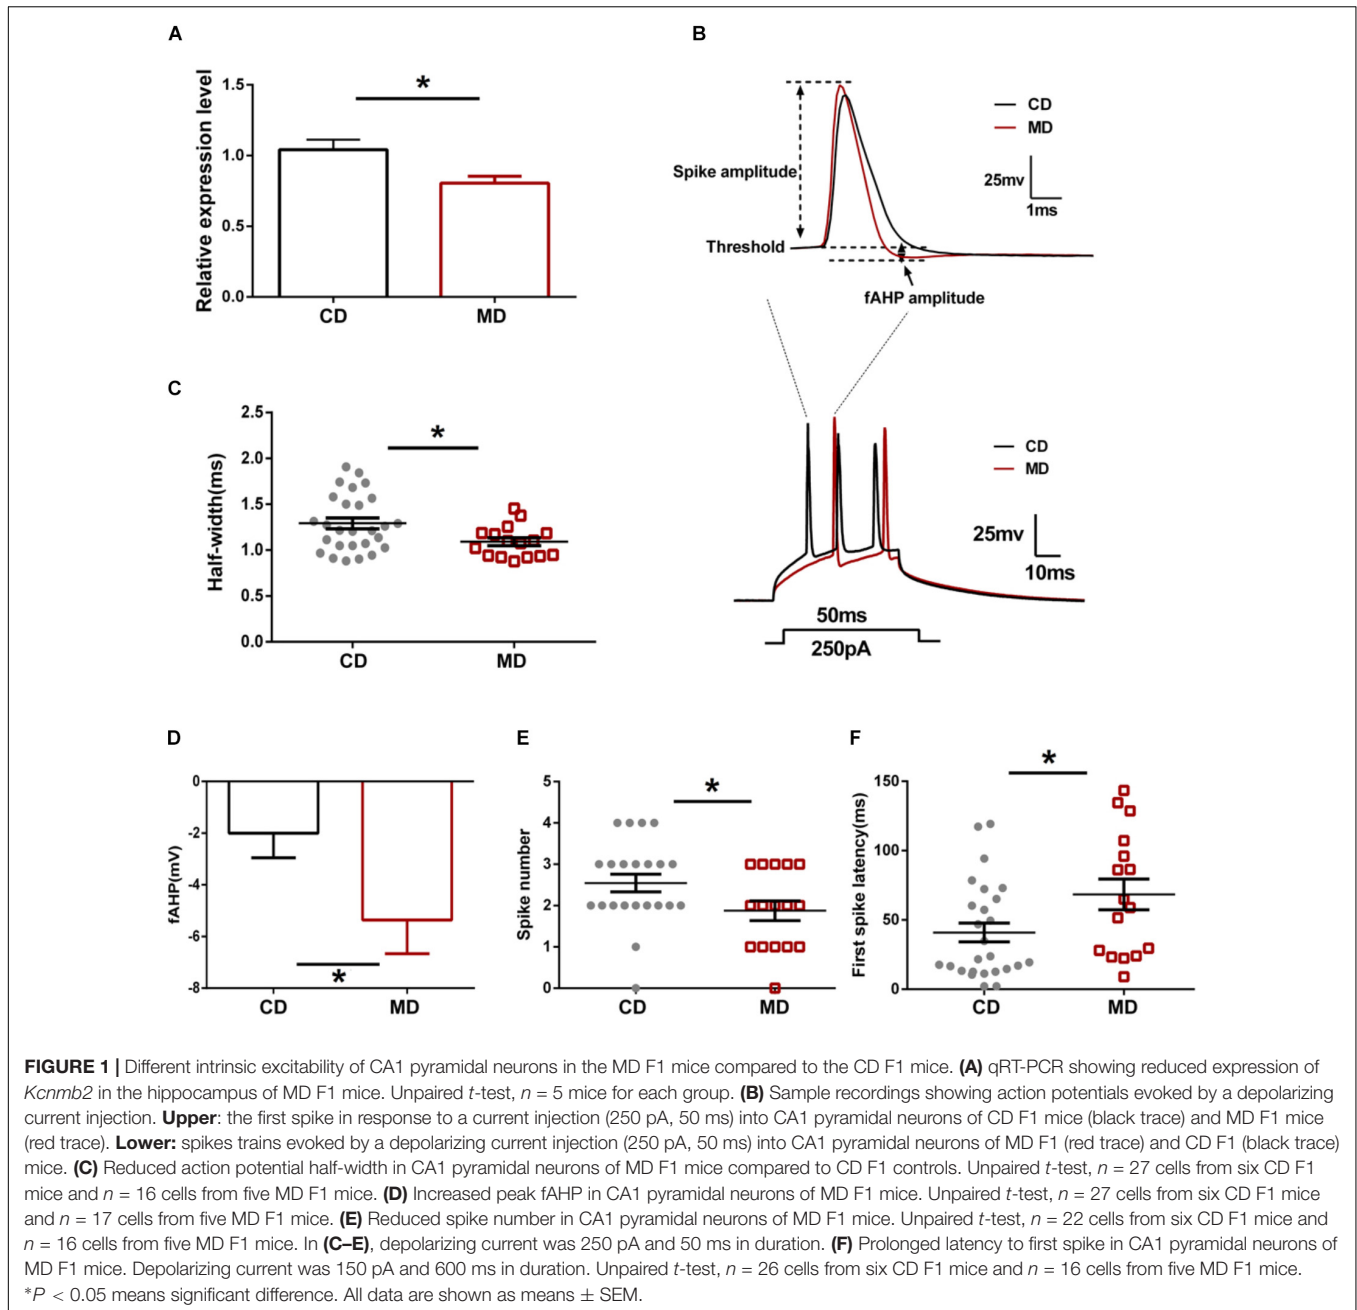 A
Relative expression level
1.5
1.0
0.5
0.0
*
CD
MD
B
CD
MD
25mv
1ms
Spike amplitude
Threshold
fAHP amplitude
CD
MD
25mv
10ms
50ms
250pA
C
Half-width(ms)
2.5
2.0
1.5
1.0
0.5
0.0
*
CD
MD
D
fAHP(mV)
0
-2
-4
-6
-8
*
CD
MD
E
Spike number
5
4
3
2
1
0
*
CD
MD
F
First spike latency(ms)
150
100
50
0
*
CD
MD
FIGURE 1 | Different intrinsic excitability of CA1 pyramidal neurons in the MD F1 mice compared to the CD F1 mice. (A) qRT-PCR showing reduced expression of
Kcnmb2 in the hippocampus of MD F1 mice. Unpaired t-test, n = 5 mice for each group. (B) Sample recordings showing action potentials evoked by a depolarizing
current injection. Upper: the first spike in response to a current injection (250 pA, 50 ms) into CA1 pyramidal neurons of CD F1 mice (black trace) and MD F1 mice
(red trace). Lower: spikes trains evoked by a depolarizing current injection (250 pA, 50 ms) into CA1 pyramidal neurons of MD F1 (red trace) and CD F1 (black trace)
mice. (C) Reduced action potential half-width in CA1 pyramidal neurons of MD F1 mice compared to CD F1 controls. Unpaired t-test, n = 27 cells from six CD F1
mice and n = 16 cells from five MD F1 mice. (D) Increased peak fAHP in CA1 pyramidal neurons of MD F1 mice. Unpaired t-test, n = 27 cells from six CD F1 mice
and n = 17 cells from five MD F1 mice. (E) Reduced spike number in CA1 pyramidal neurons of MD F1 mice. Unpaired t-test, n = 22 cells from six CD F1 mice and
n = 16 cells from five MD F1 mice. In (C–E), depolarizing current was 250 pA and 50 ms in duration. (F) Prolonged latency to first spike in CA1 pyramidal neurons of
MD F1 mice. Depolarizing current was 150 pA and 600 ms in duration. Unpaired t-test, n = 26 cells from six CD F1 mice and n = 16 cells from five MD F1 mice.
*P < 0.05 means significant difference. All data are shown as means ± SEM.